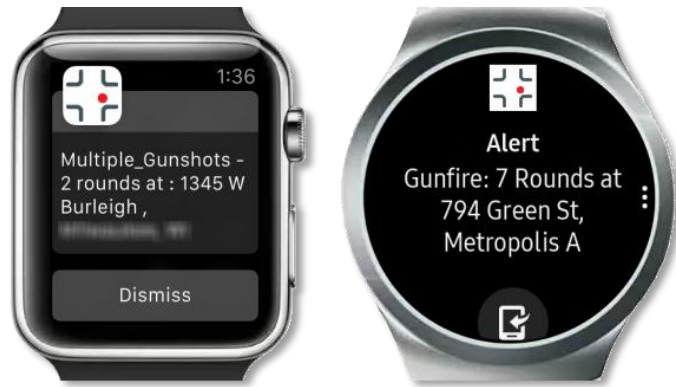 1:36
Multiple_Gunshots -
2 rounds at : 1345 W
Burleigh ,
Dismiss
Alert
Gunfire: 7 Rounds at
794 Green St,
Metropolis A